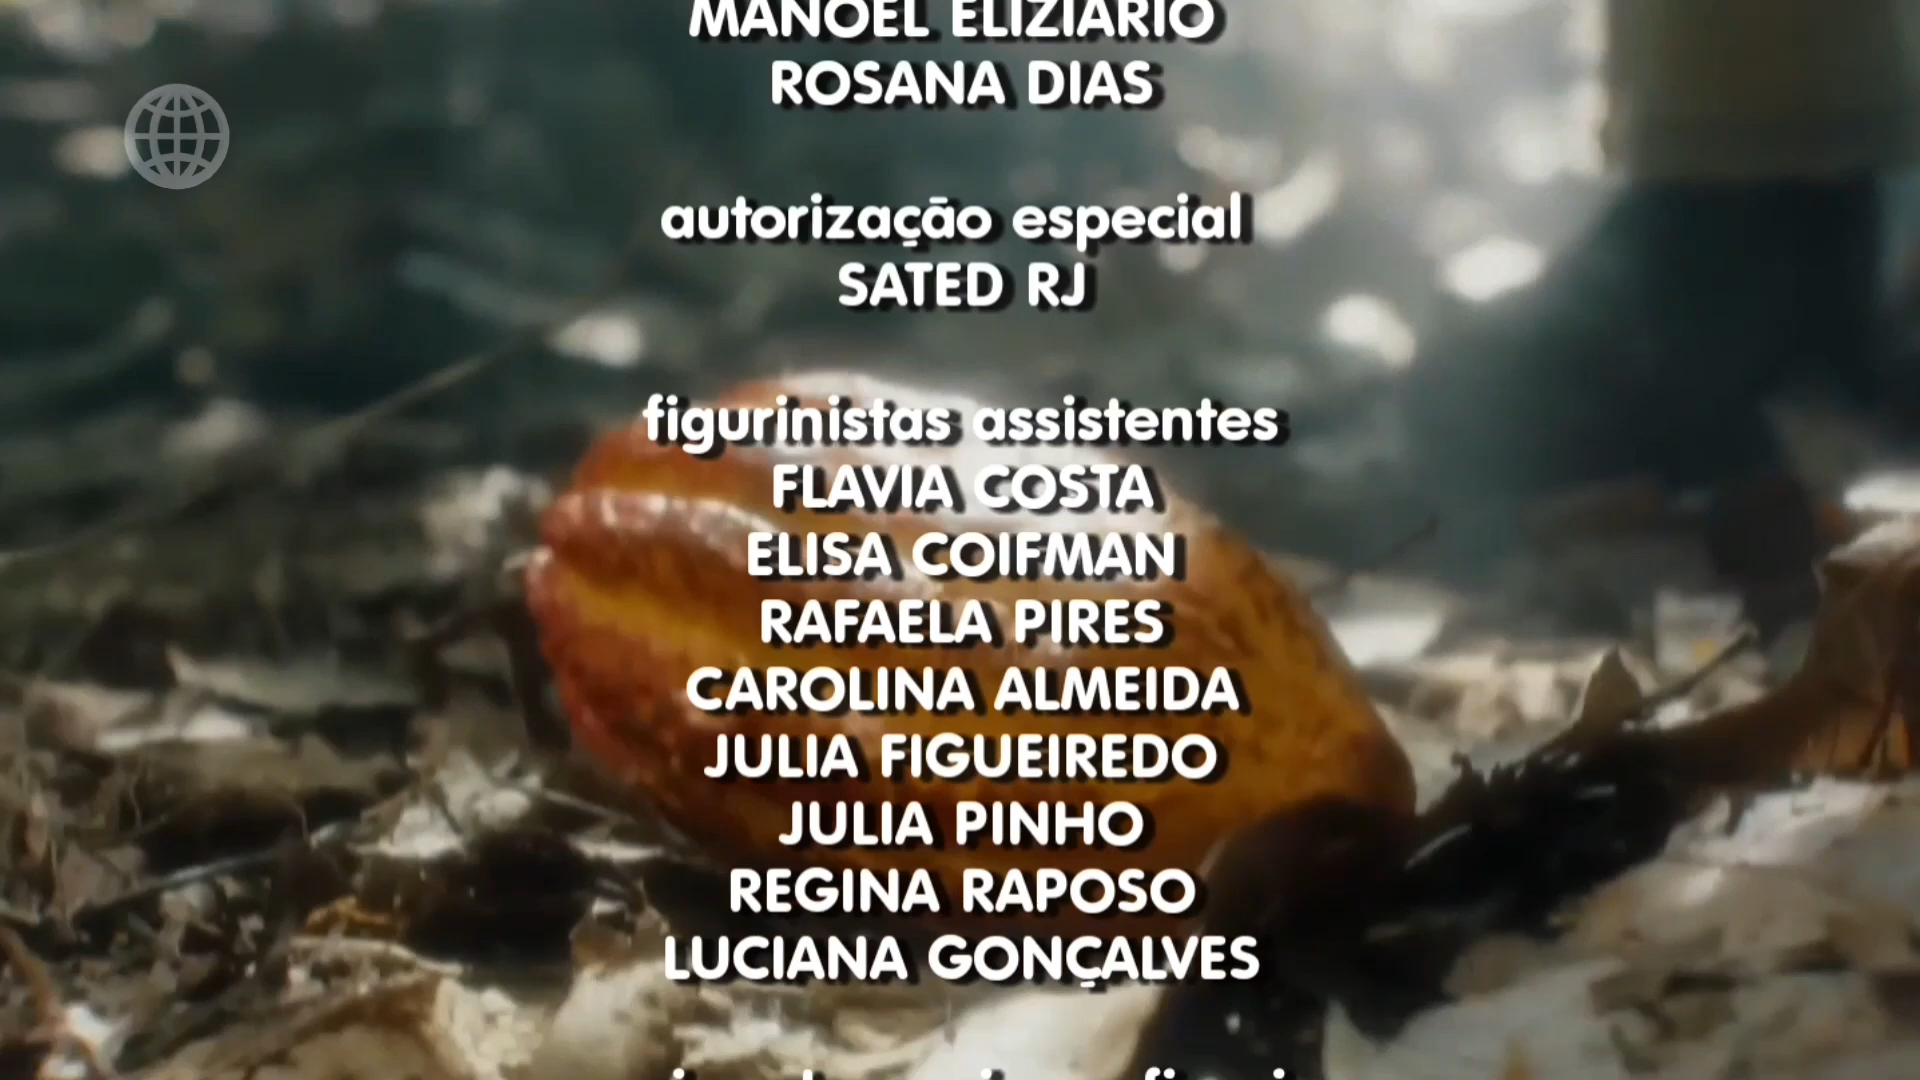 MANOEL ELIZIARIO
ROSANA DIAS
autorização especial
SATED RJ
figurinistas assistentes
FLAVIA COSTA
ELISA COIFMAN
RAFAELA PIRES
CAROLINA ALMEIDA
JULIA FIGUEIREDO
JULIA PINHO
REGINA RAPOSO
LUCIANA GONÇALVES